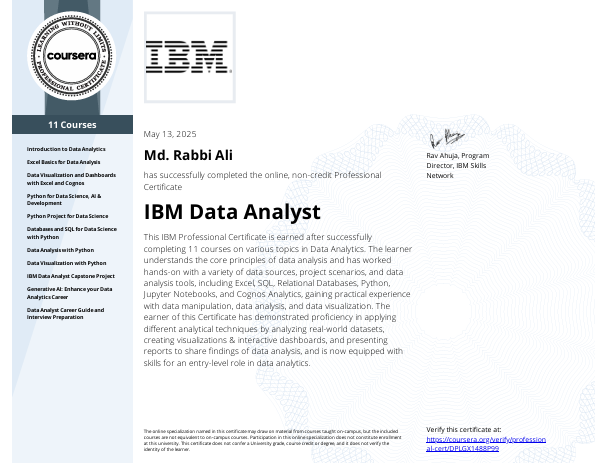 LEARNING WITHOUT LIMITS
coursera
PROFESSIONAL CERTIFICATE
11 Courses
Introduction to Data Analytics
Excel Basics for Data Analysis
Data Visualization and Dashboards
with Excel and Cognos
Python for Data Science, AI &
Development
Python Project for Data Science
Databases and SQL for Data Science
with Python
Data Analysis with Python
Data Visualization with Python
IBM Data Analyst Capstone Project
Generative AI: Enhance your Data
Analytics Career
Data Analyst Career Guide and
Interview Preparation
IBM
May 13, 2025
Md. Rabbi Ali
has successfully completed the online, non-credit Professional
Certificate
IBM Data Analyst
This IBM Professional Certificate is earned after successfully
completing 11 courses on various topics in Data Analytics. The learner
understands the core principles of data analysis and has worked
hands-on with a variety of data sources, project scenarios, and data
analysis tools, including Excel, SQL, Relational Databases, Python,
Jupyter Notebooks, and Cognos Analytics, gaining practical experience
with data manipulation, data analysis, and data visualization. The
earner of this Certificate has demonstrated proficiency in applying
different analytical techniques by analyzing real-world datasets,
creating visualizations & interactive dashboards, and presenting
reports to share findings of data analysis, and is now equipped with
skills for an entry-level role in data analytics.
Rav Ahuja, Program
Director, IBM Skills
Network
The online specialization named in this certificate may draw on material from courses taught on-campus, but the included
courses are not equivalent to on-campus courses. Participation in this online specialization does not constitute enrollment
at this university. This certificate does not confer a University grade, course credit or degree, and it does not verify the
identity of the learner.
Verify this certificate at:
https://coursera.org/verify/profession
al-cert/DPLGX1488P99